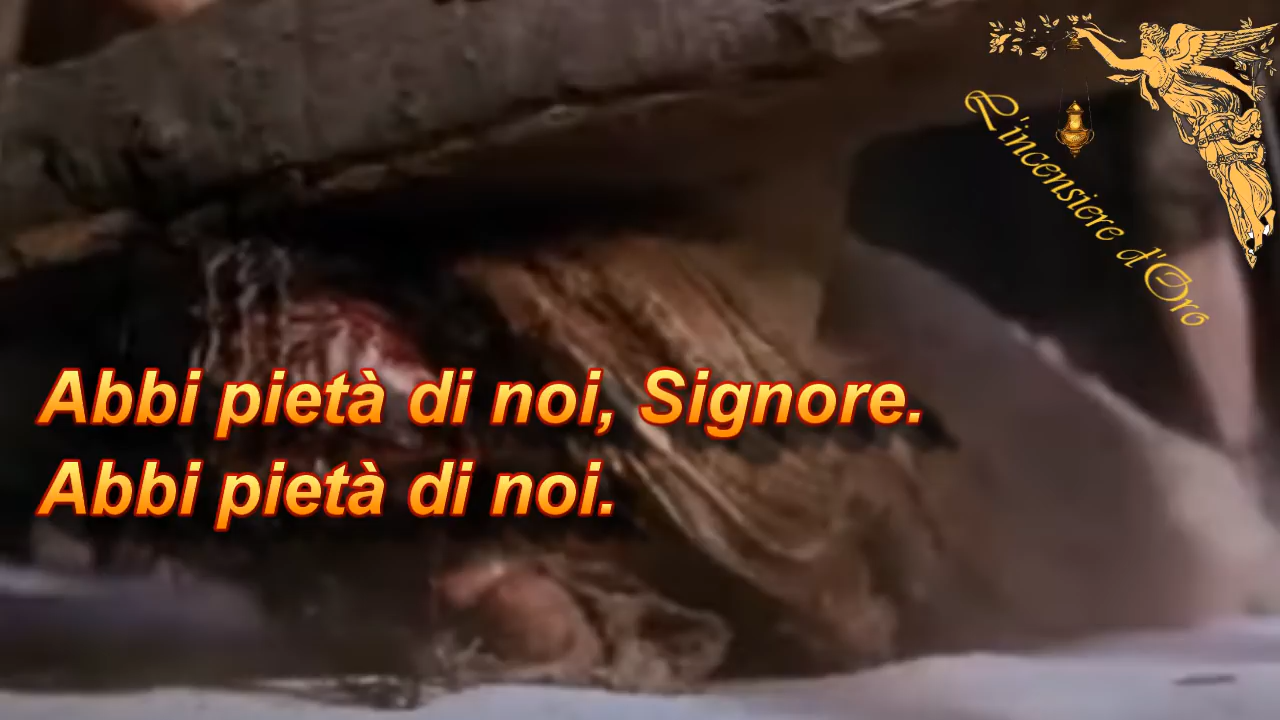 L'incensiere d'Oro
Abbi pietà di noi, Signore.
Abbi pietà di noi.